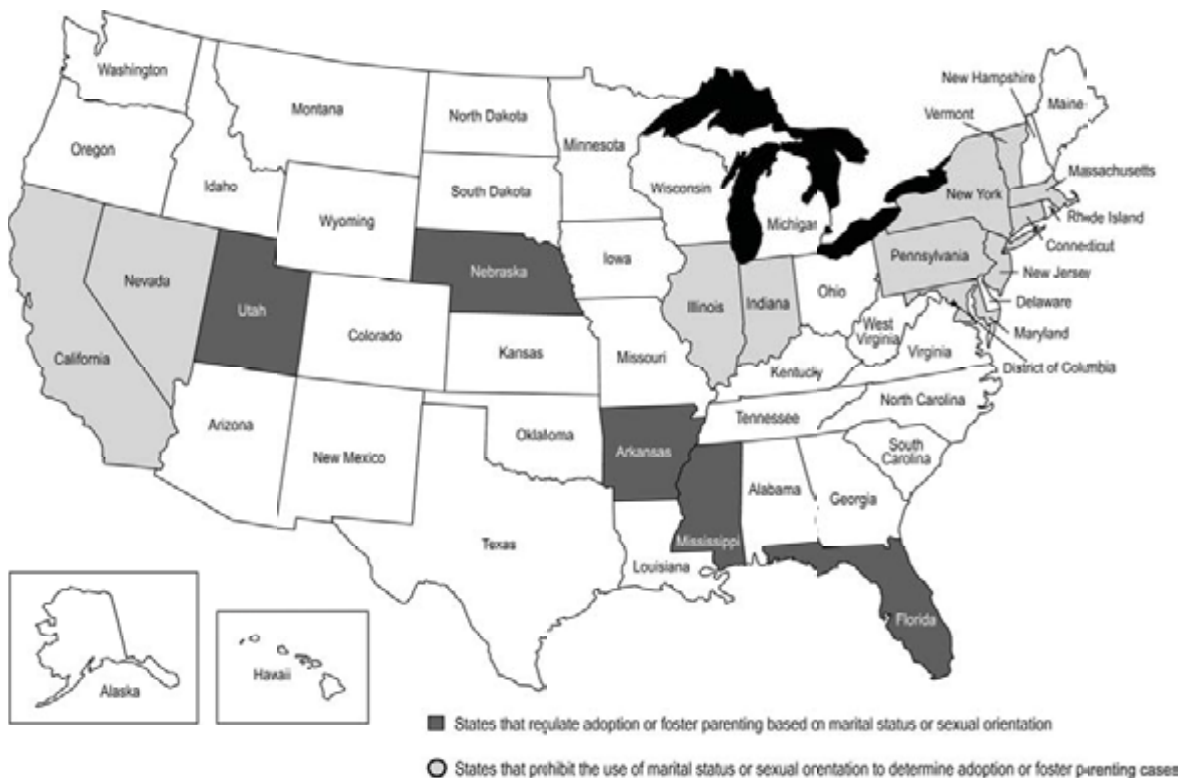 Washington
Montana
North Dakota
Minnesota
New Hampshire
Maine
Vermont
Oregon
Idaho
South Dakota
Wisconsin
Massachusetts
New York
Wyoming
Michigan
Rhode Island
Connecticut
Nevada
Nebraska
Iowa
Pennsylvania
New Jersey
Utah
Illinois
Indiana
Ohio
Delaware
Colorado
West
Virginia
Maryland
California
Kansas
Missouri
Virginia
Kentucky
District of Columbia
Arizona
Oklahoma
Tennessee
North Carolina
New Mexico
Arkansas
South
Carolina
Alabama
Georgia
Texas
Mississippi
Louisiana
Florida
Hawaii
Alaska
States that regulate adoption or foster parenting based on marital status or sexual orientation
States that prohibit the use of marital status or sexual orentation to determine adoption or foster parenting cases